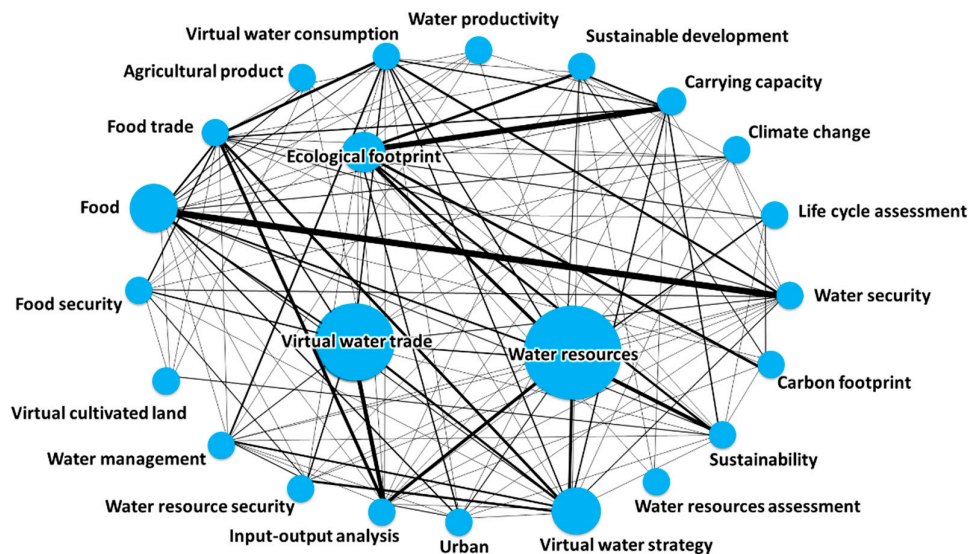 Water productivity
Virtual water consumption
Sustainable development
Agricultural product
Carrying capacity
Food trade
Climate change
Ecological footprint
Food
Life cycle assessment
Food security
Water security
Virtual water trade
Water resources
Carbon footprint
Virtual cultivated land
Water management
Sustainability
Water resource security
Water resources assessment
Input-output analysis
Urban
Virtual water strategy